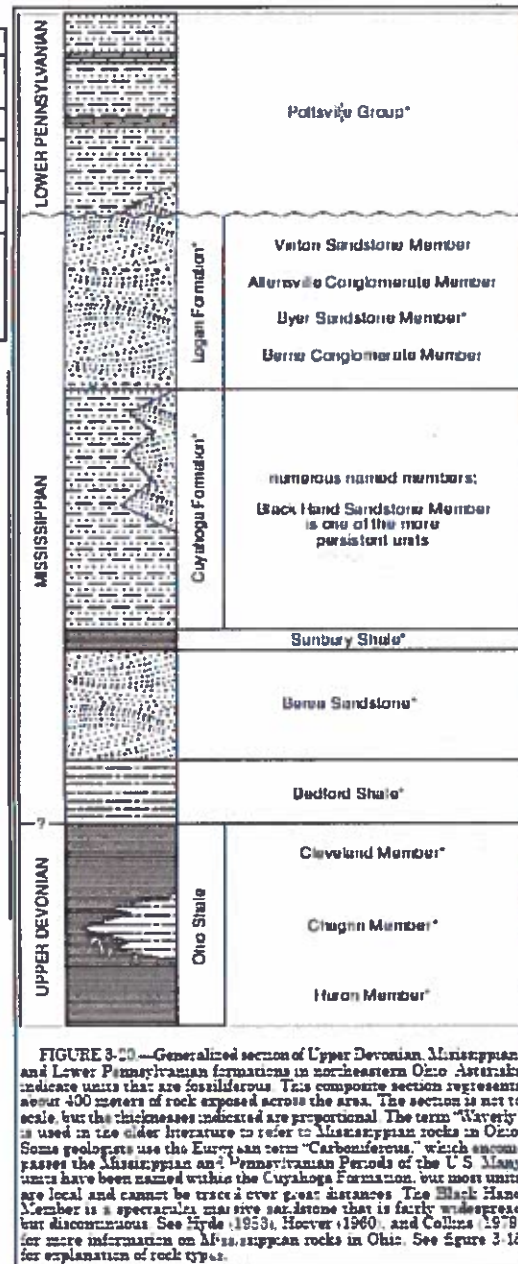 LOWER PENNSYLVANIAN
Pottsville Group*
MISSISSIPPIAN
Logan Formation*
Vinton Sandstone Member
Allensville Conglomerate Member
Byer Sandstone Member*
Berne Conglomerate Member
Cuyahoga Formation*
numerous named members;
Black Hand Sandstone Member
is one of the more
persistent units
Sunbury Shale*
Berea Sandstone*
Bedford Shale*
?
UPPER DEVONIAN
Ohio Shale
Cleveland Member*
Chagrin Member*
Huron Member*
FIGURE 3-20.—Generalized section of Upper Devonian, Mississippian,
and Lower Pennsylvanian formations in northeastern Ohio. Asterisks
indicate units that are fossiliferous. This composite section represents
about 400 meters of rock exposed across the area. The section is not to
scale, but the thicknesses indicated are proportional. The term "Waverly"
is used in the older literature to refer to Mississippian rocks in Ohio.
Some geologists use the European term "Carboniferous," which encom-
passes the Mississippian and Pennsylvanian Periods of the U.S. Many
units have been named within the Cuyahoga Formation, but most units
are local and cannot be traced over great distances. The Black Hand
Member is a spectacular massive sandstone that is fairly widespread
but discontinuous. See Hyde (1953), Hoover (1960), and Collins (1979)
for more information on Mississippian rocks in Ohio. See figure 3-18
for explanation of rock types.